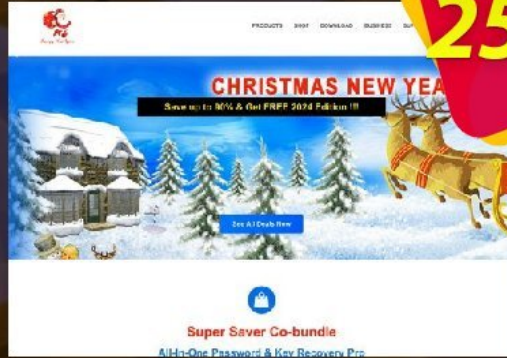 PRODUCTS SHOP DOWNLOAD BUSINESS
25
CHRISTMAS NEW YEA
Save up to 80% & Get FREE 2024 Edition !!!
See All Deals Now
Super Saver Co-bundle
All-In-One Password & Key Recovery Pro